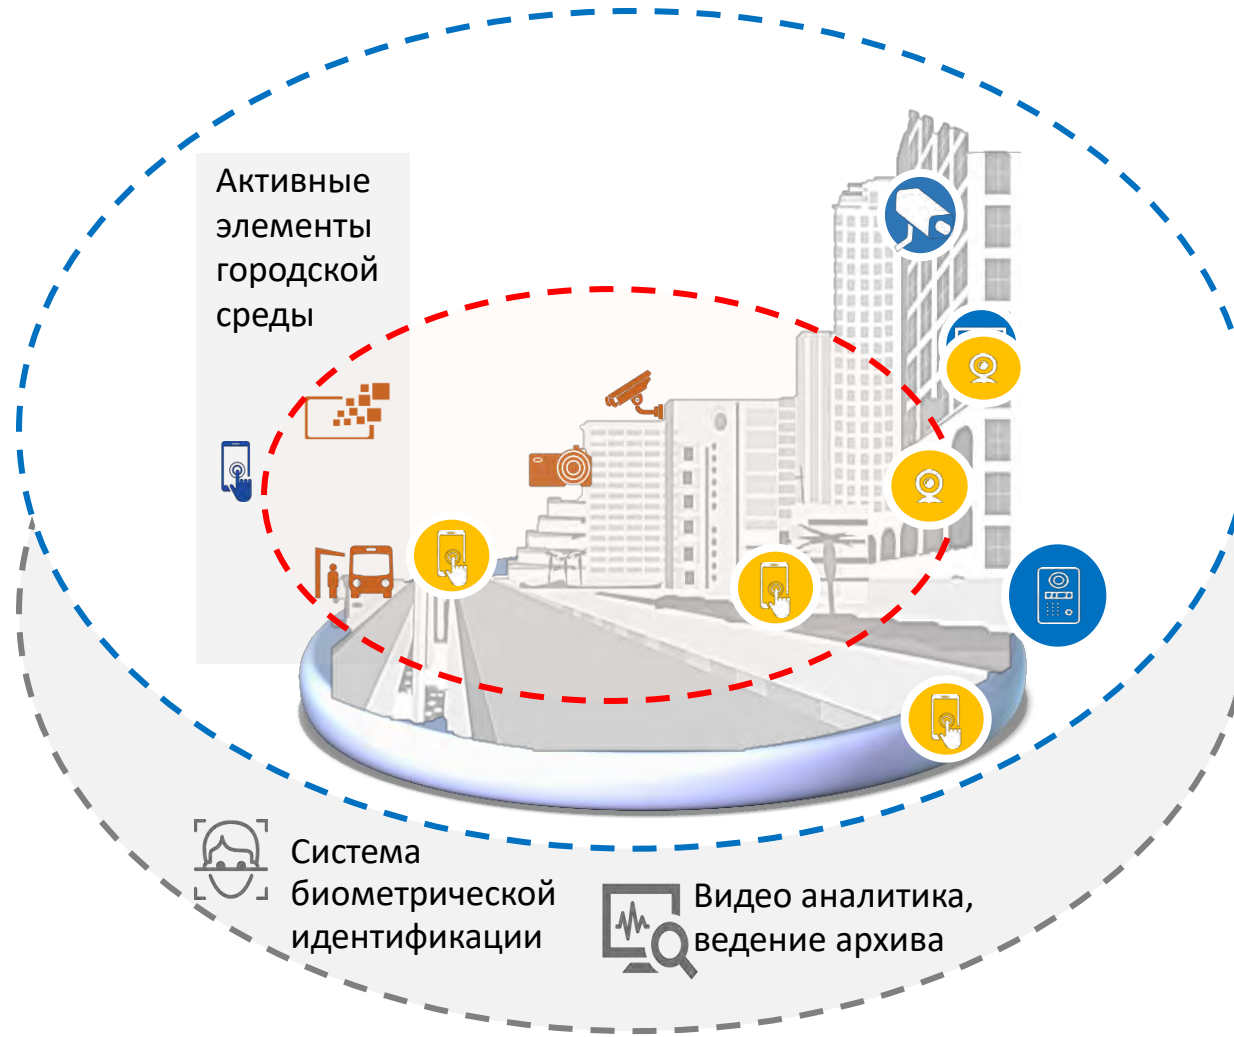 Активные
элементы
городской
среды
Система
биометрической
идентификации
Видео аналитика,
ведение архива